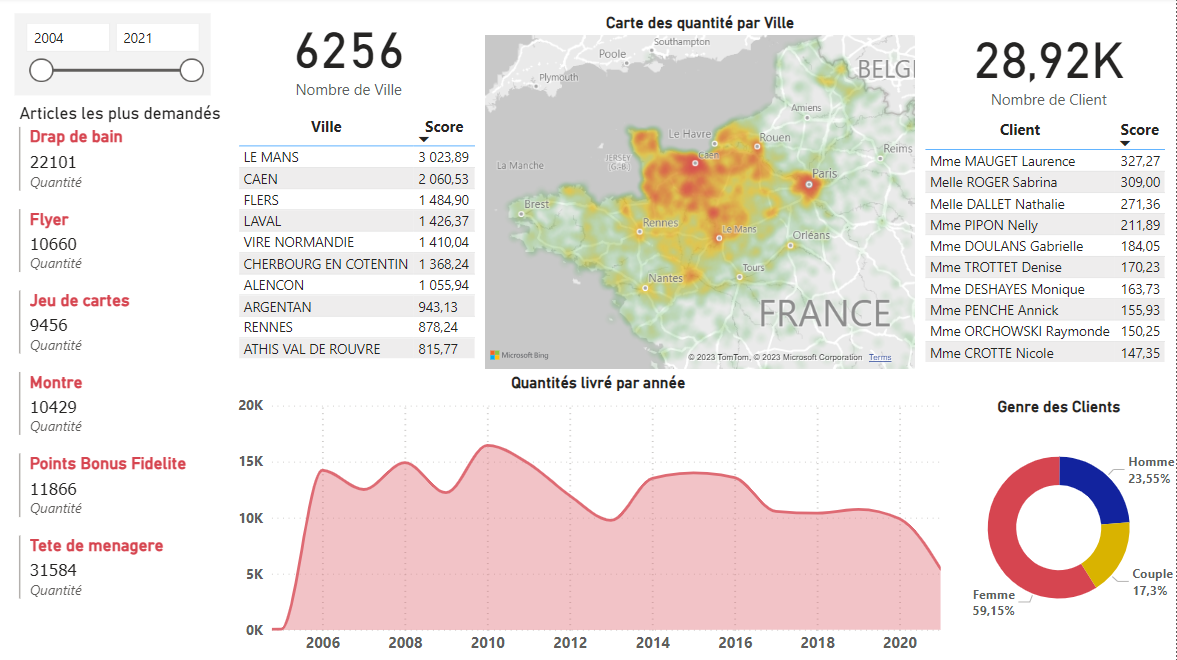 2004 2021
Articles les plus demandés
Drap de bain
22101
Quantité
Flyer
10660
Quantité
Jeu de cartes
9456
Quantité
Montre
10429
Quantité
Points Bonus Fidelite
11866
Quantité
Tete de menagere
31584
Quantité
6256
Nombre de Ville
Ville Score
LE MANS 3 023,89
CAEN 2 060,53
FLERS 1 484,90
LAVAL 1 426,37
VIRE NORMANDIE 1 410,04
CHERBOURG EN COTENTIN 1 368,24
ALENCON 1 055,94
ARGENTAN 943,13
RENNES 878,24
ATHIS VAL DE ROUVRE 815,77
Carte des quantité par Ville
Southampton
Poole
Plymouth
BELGI
Amiens
Le Havre
Rouen
JERSEY
(G.B.)
Caen
Reims
La Manche
Paris
Brest
Rennes
Le Mans
Orléans
Nantes
Tours
FRANCE
Microsoft Bing
© 2023 TomTom, © 2023 Microsoft Corporation Terms
28,92K
Nombre de Client
Client Score
Mme MAUGET Laurence 327,27
Melle ROGER Sabrina 309,00
Melle DALLET Nathalie 271,36
Mme PIPON Nelly 211,89
Mme DOULANS Gabrielle 184,05
Mme TROTTET Denise 170,23
Mme DESHAYES Monique 163,73
Mme PENCHE Annick 155,93
Mme ORCHOWSKI Raymonde 150,25
Mme CROTTE Nicole 147,35
Quantités livré par année
20K
15K
10K
5K
0K
2006 2008 2010 2012 2014 2016 2018 2020
Genre des Clients
Homme
23,55%
Couple
17,3%
Femme
59,15%